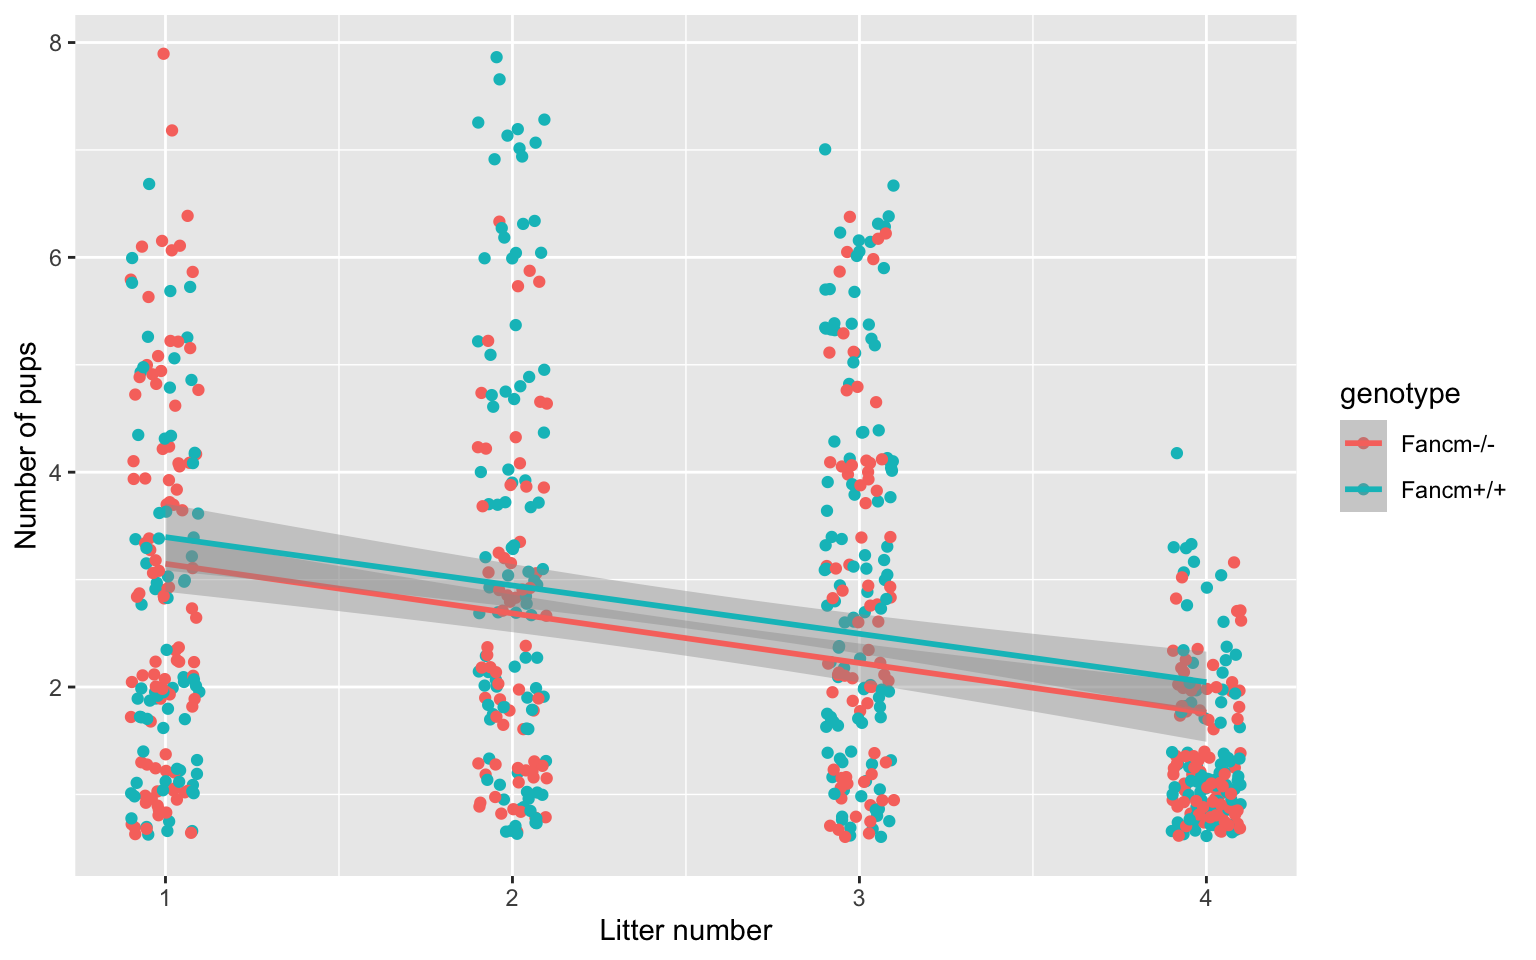 8
6
4
2
Number of pups
1 2 3 4
Litter number
genotype
Fancm-/-
Fancm+/+